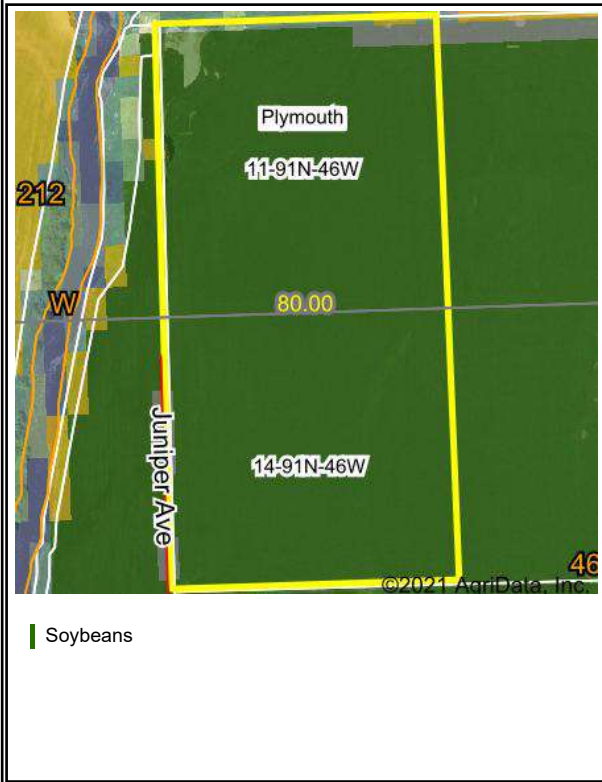 Plymouth
11-91N-46W
212
W
80.00
Juniper Ave
14-91N-46W
46
©2021 AgriData, Inc.
Soybeans